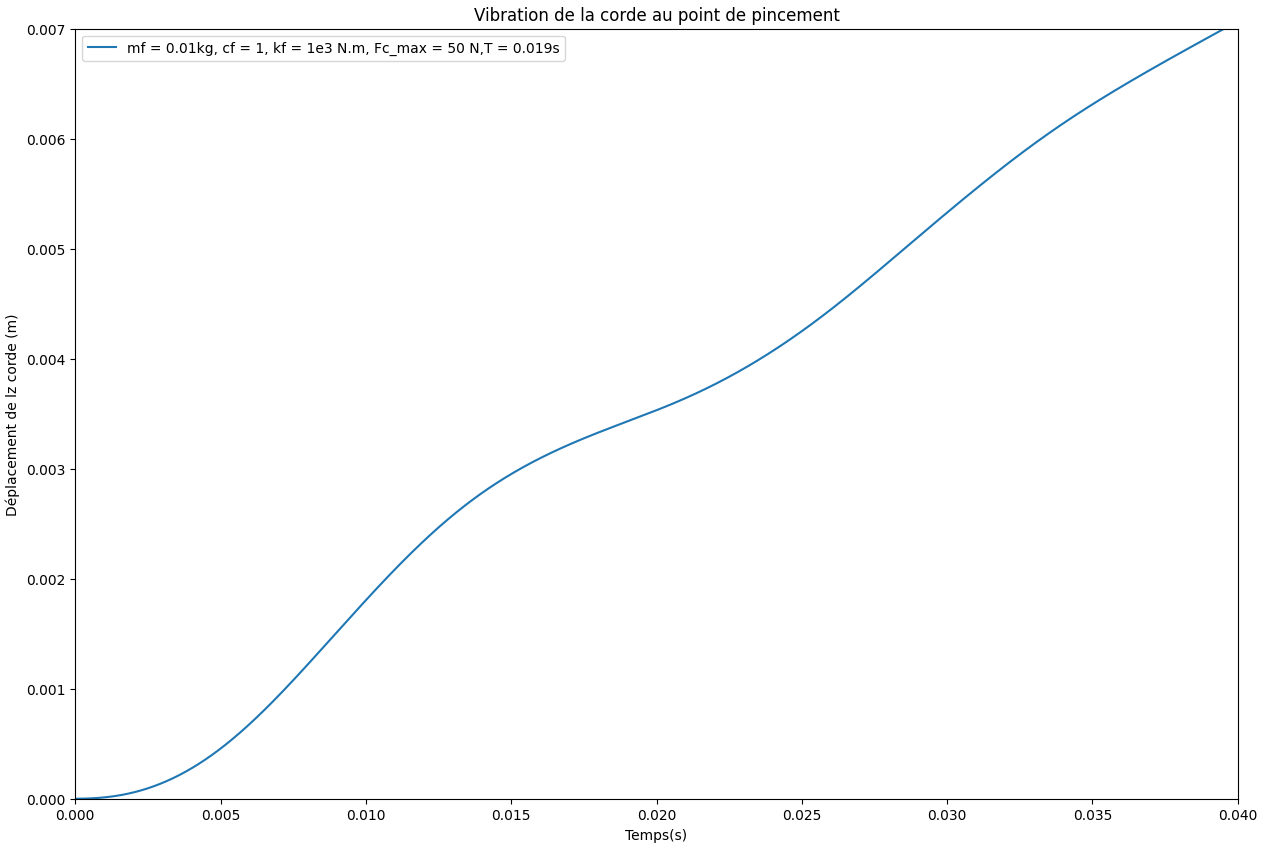 Vibration de la corde au point de pincement
mf = 0.01kg, cf = 1, kf = 1e3 N.m, Fc_max = 50 N,T = 0.019s
0.007
0.006
0.005
0.004
0.003
0.002
0.001
0.000
Déplacement de lz corde (m)
0.000 0.005 0.010 0.015 0.020 0.025 0.030 0.035 0.040
Temps(s)